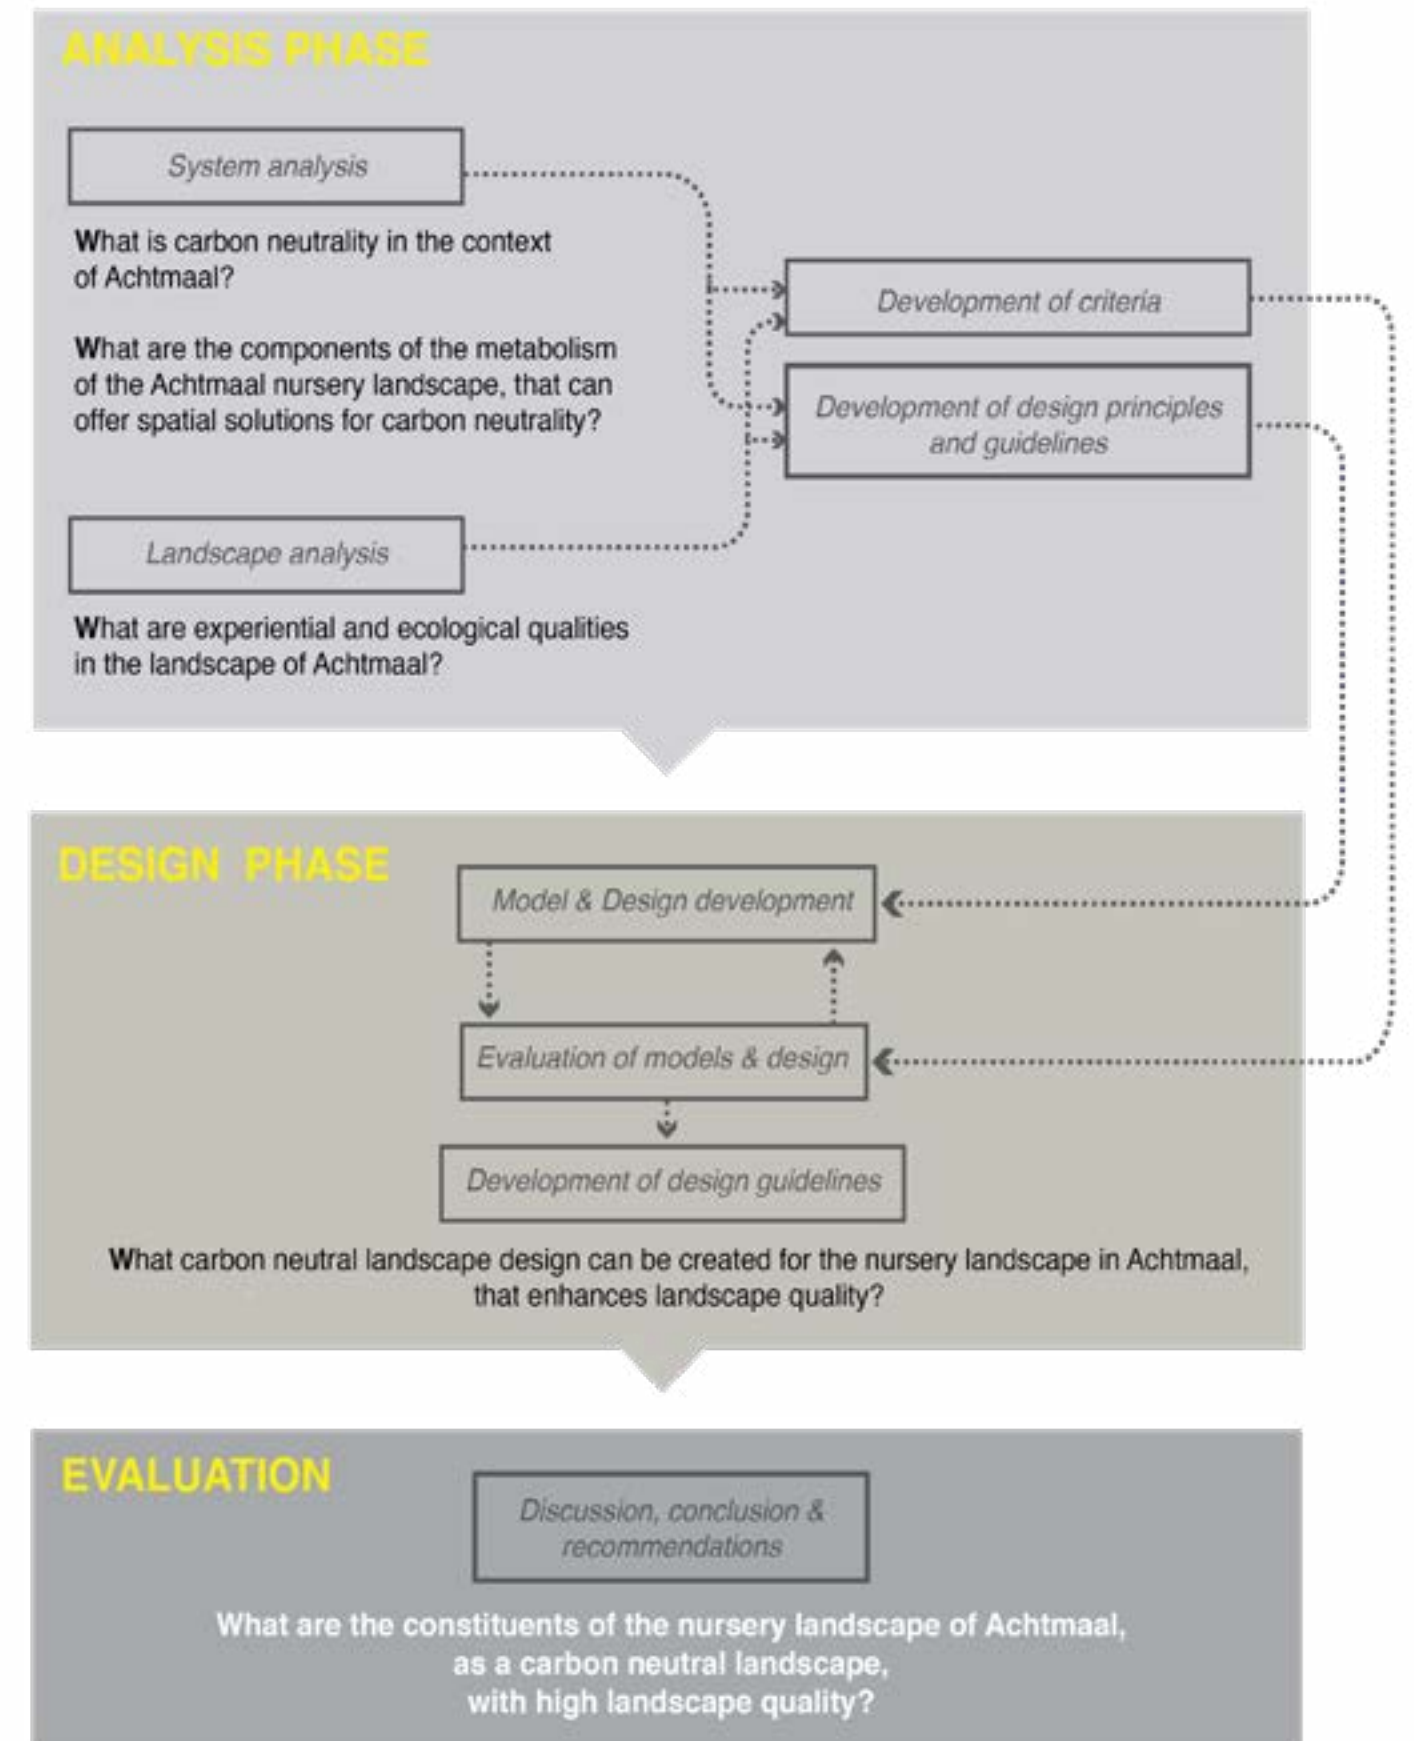 ANALYSIS PHASE
System analysis
What is carbon neutrality in the context
of Achtmaal?
What are the components of the metabolism
of the Achtmaal nursery landscape, that can
offer spatial solutions for carbon neutrality?
Landscape analysis
What are experiential and ecological qualities
in the landscape of Achtmaal?
Development of criteria
Development of design principles
and guidelines
DESIGN PHASE
Model & Design development
Evaluation of models & design
Development of design guidelines
What carbon neutral landscape design can be created for the nursery landscape in Achtmaal,
that enhances landscape quality?
EVALUATION
Discussion, conclusion &
recommendations
What are the constituents of the nursery landscape of Achtmaal,
as a carbon neutral landscape,
with high landscape quality?